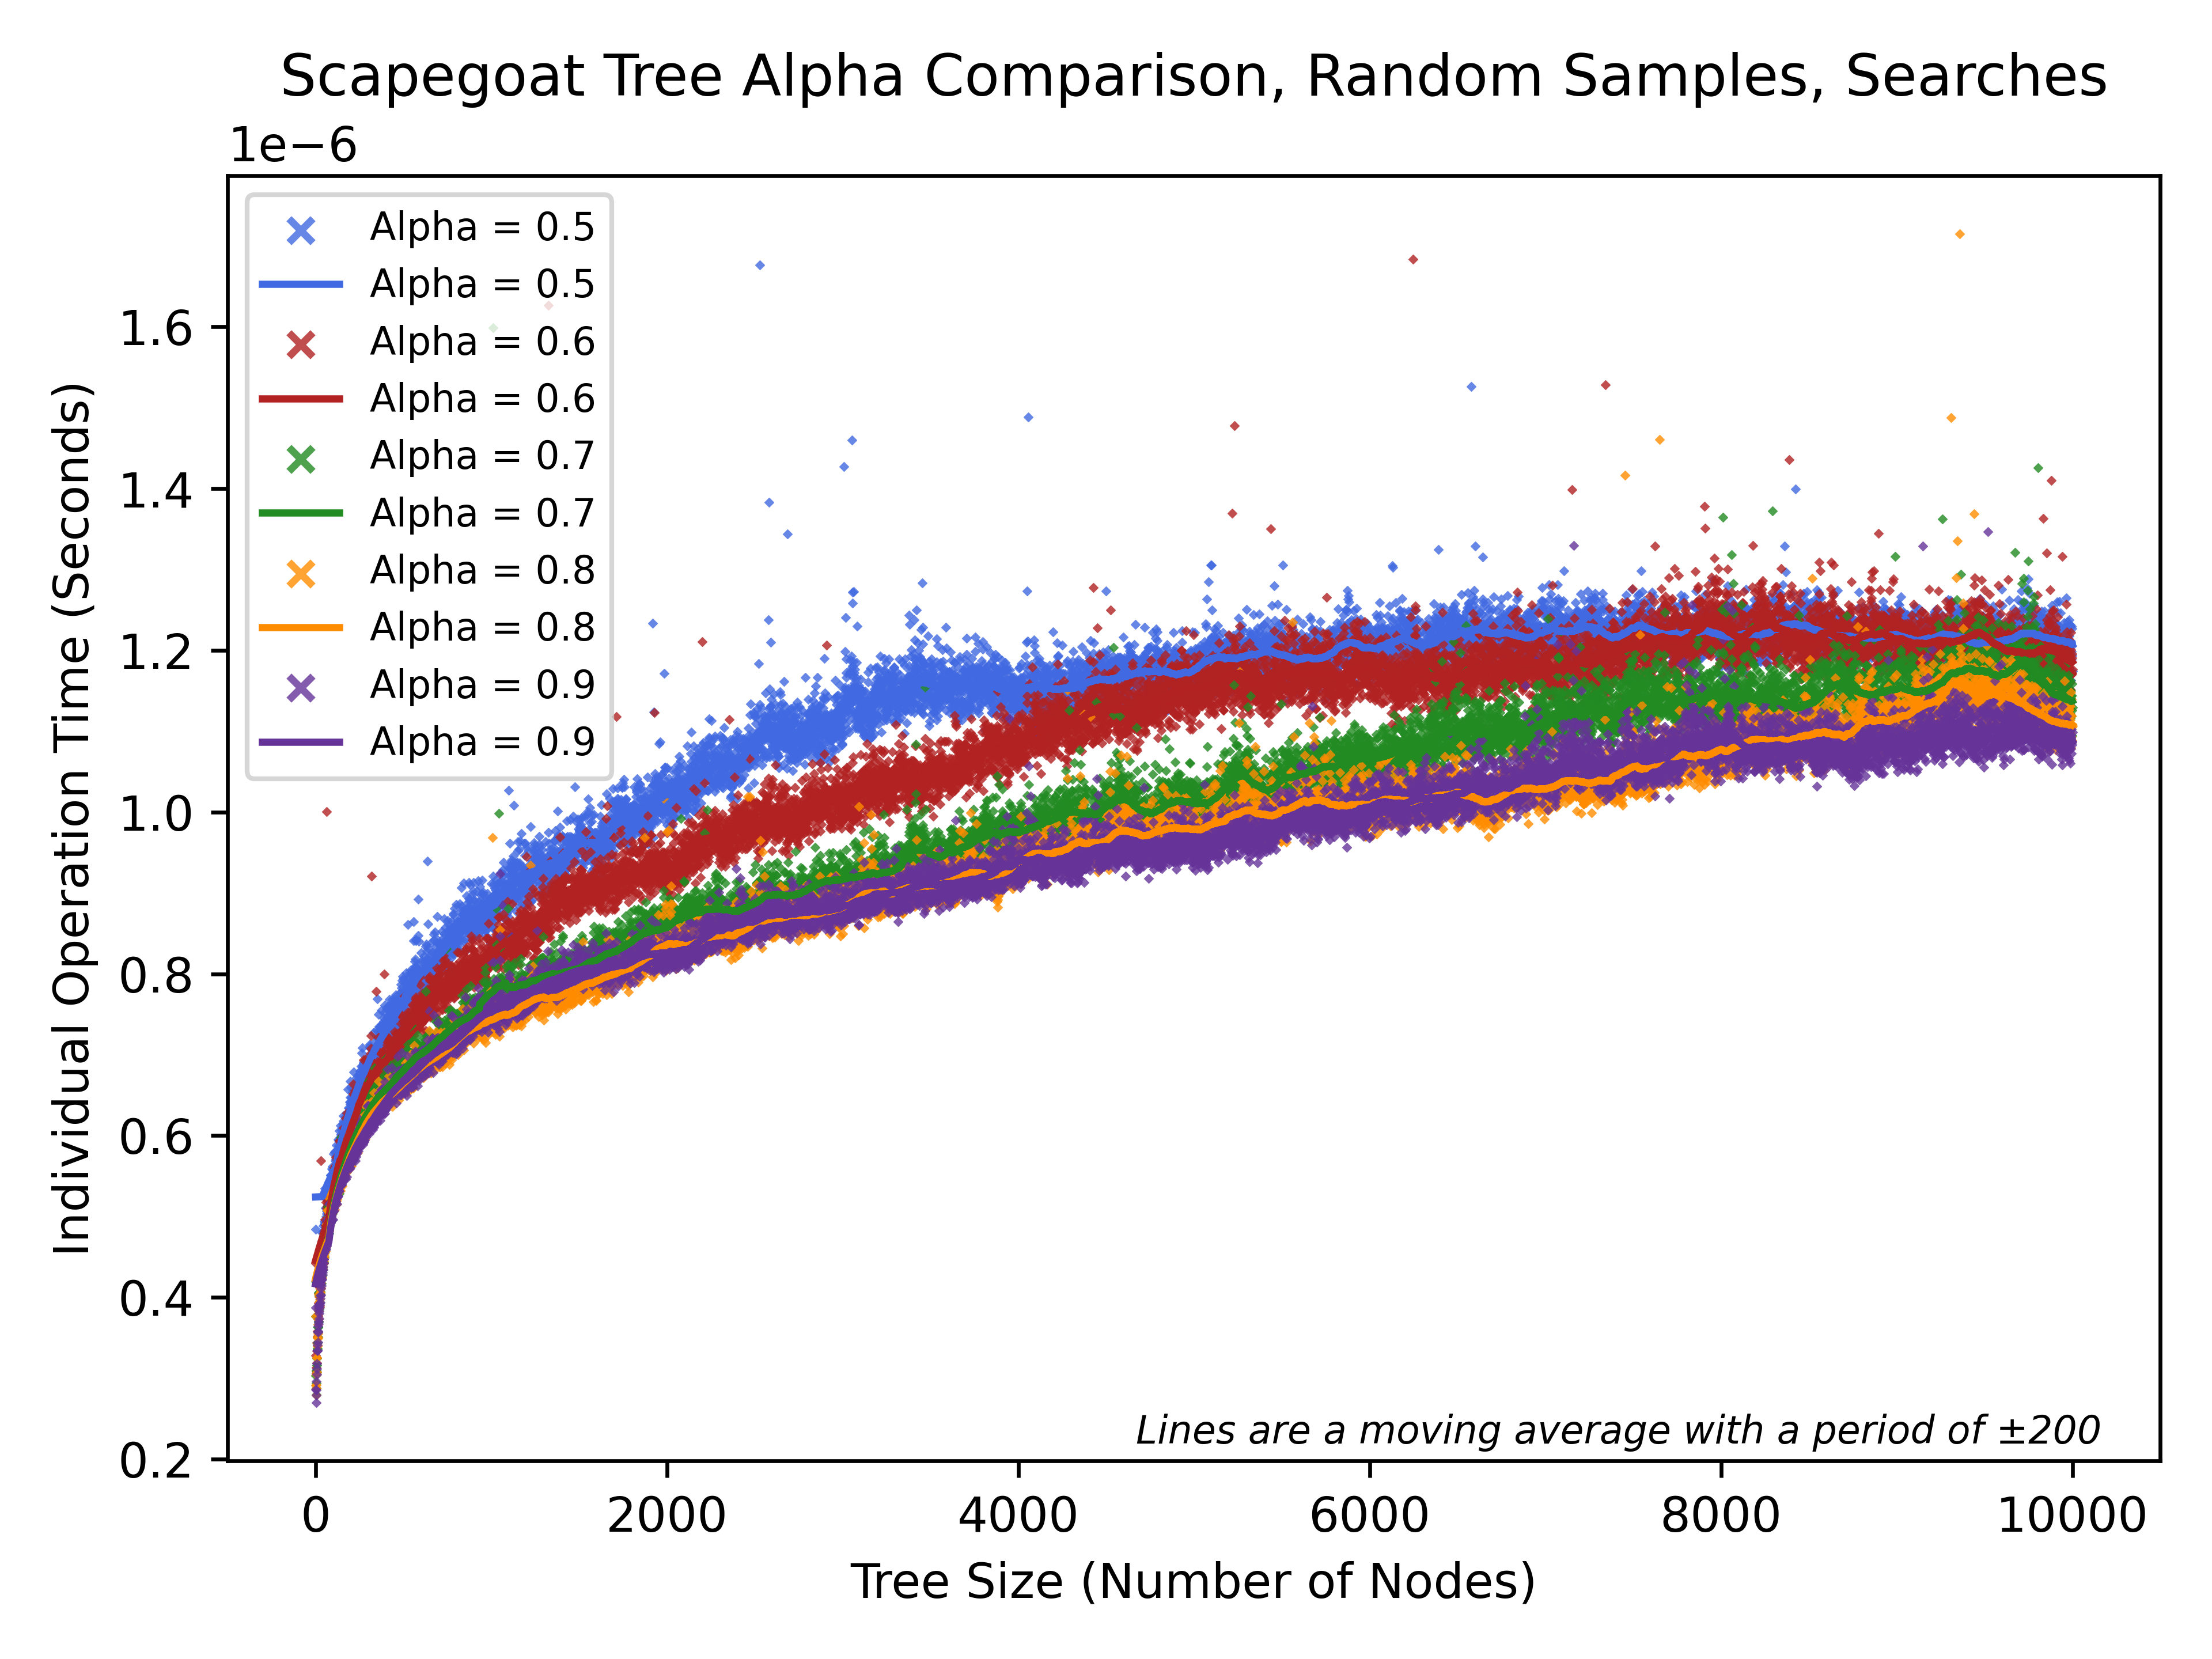 Scapegoat Tree Alpha Comparison, Random Samples, Searches
1e−6
Alpha = 0.5
Alpha = 0.5
Alpha = 0.6
Alpha = 0.6
Alpha = 0.7
Alpha = 0.7
Alpha = 0.8
Alpha = 0.8
Alpha = 0.9
Alpha = 0.9
1.6
1.4
1.2
1.0
0.8
0.6
0.4
0.2
Individual Operation Time (Seconds)
Lines are a moving average with a period of ±200
0 2000 4000 6000 8000 10000
Tree Size (Number of Nodes)